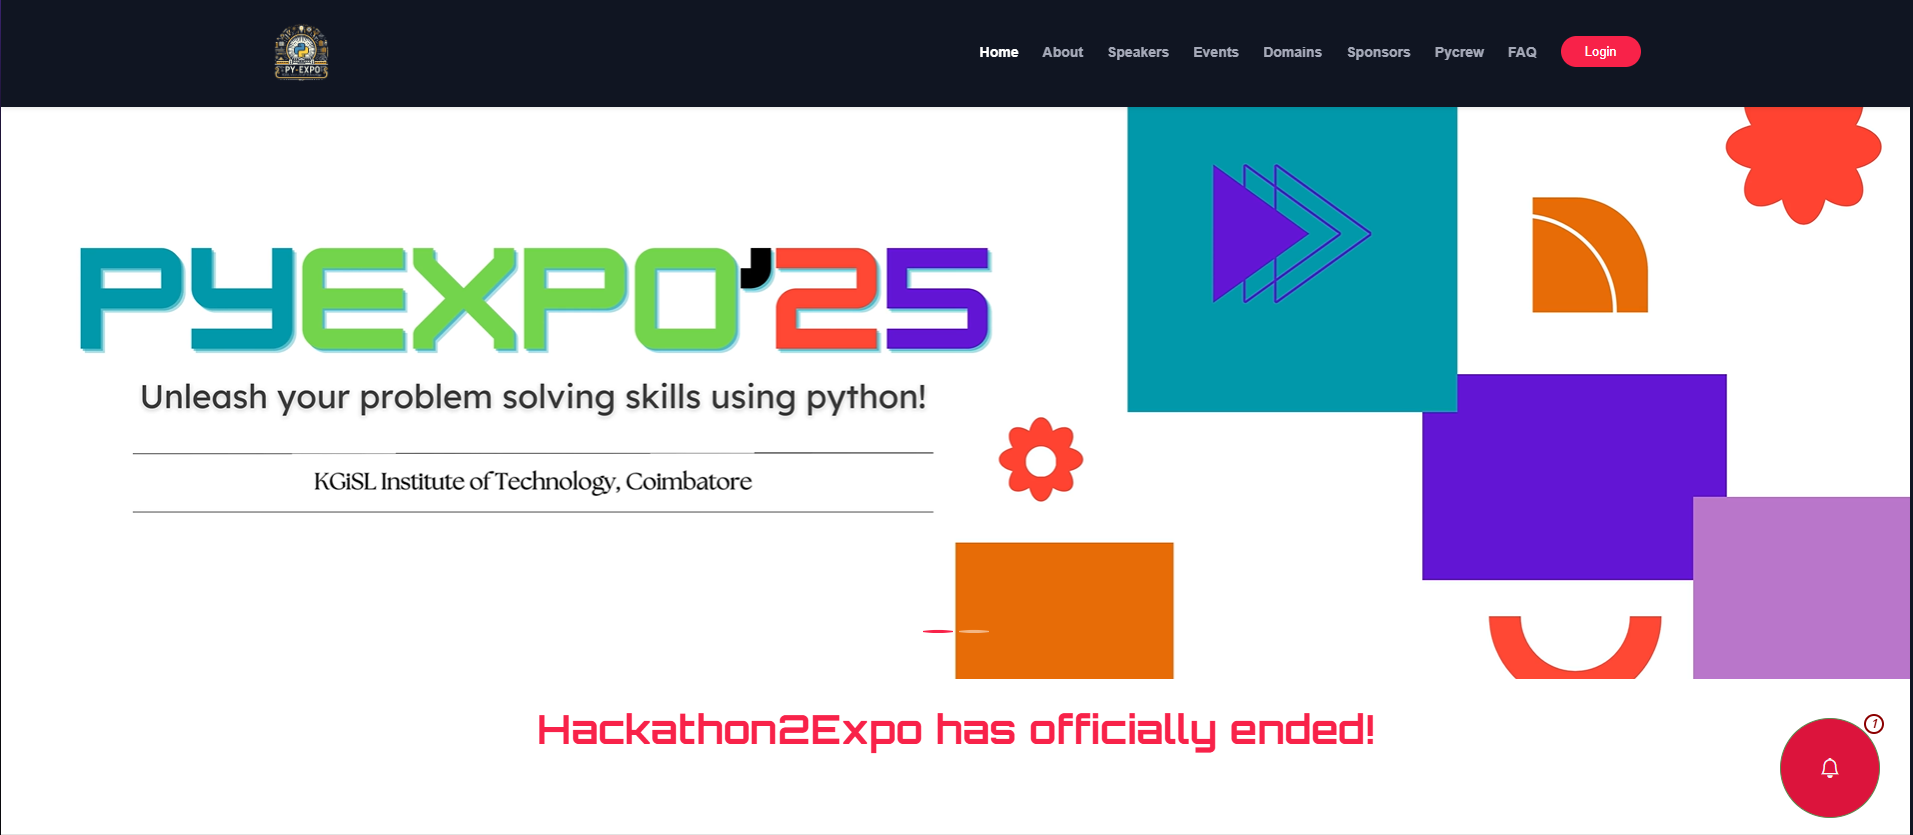 PY-EXPO
Home About Speakers Events Domains Sponsors Pycrew FAQ Login
PYEXPO'25
Unleash your problem solving skills using python!
KGiSL Institute of Technology, Coimbatore
Hackathon2Expo has officially ended!
1